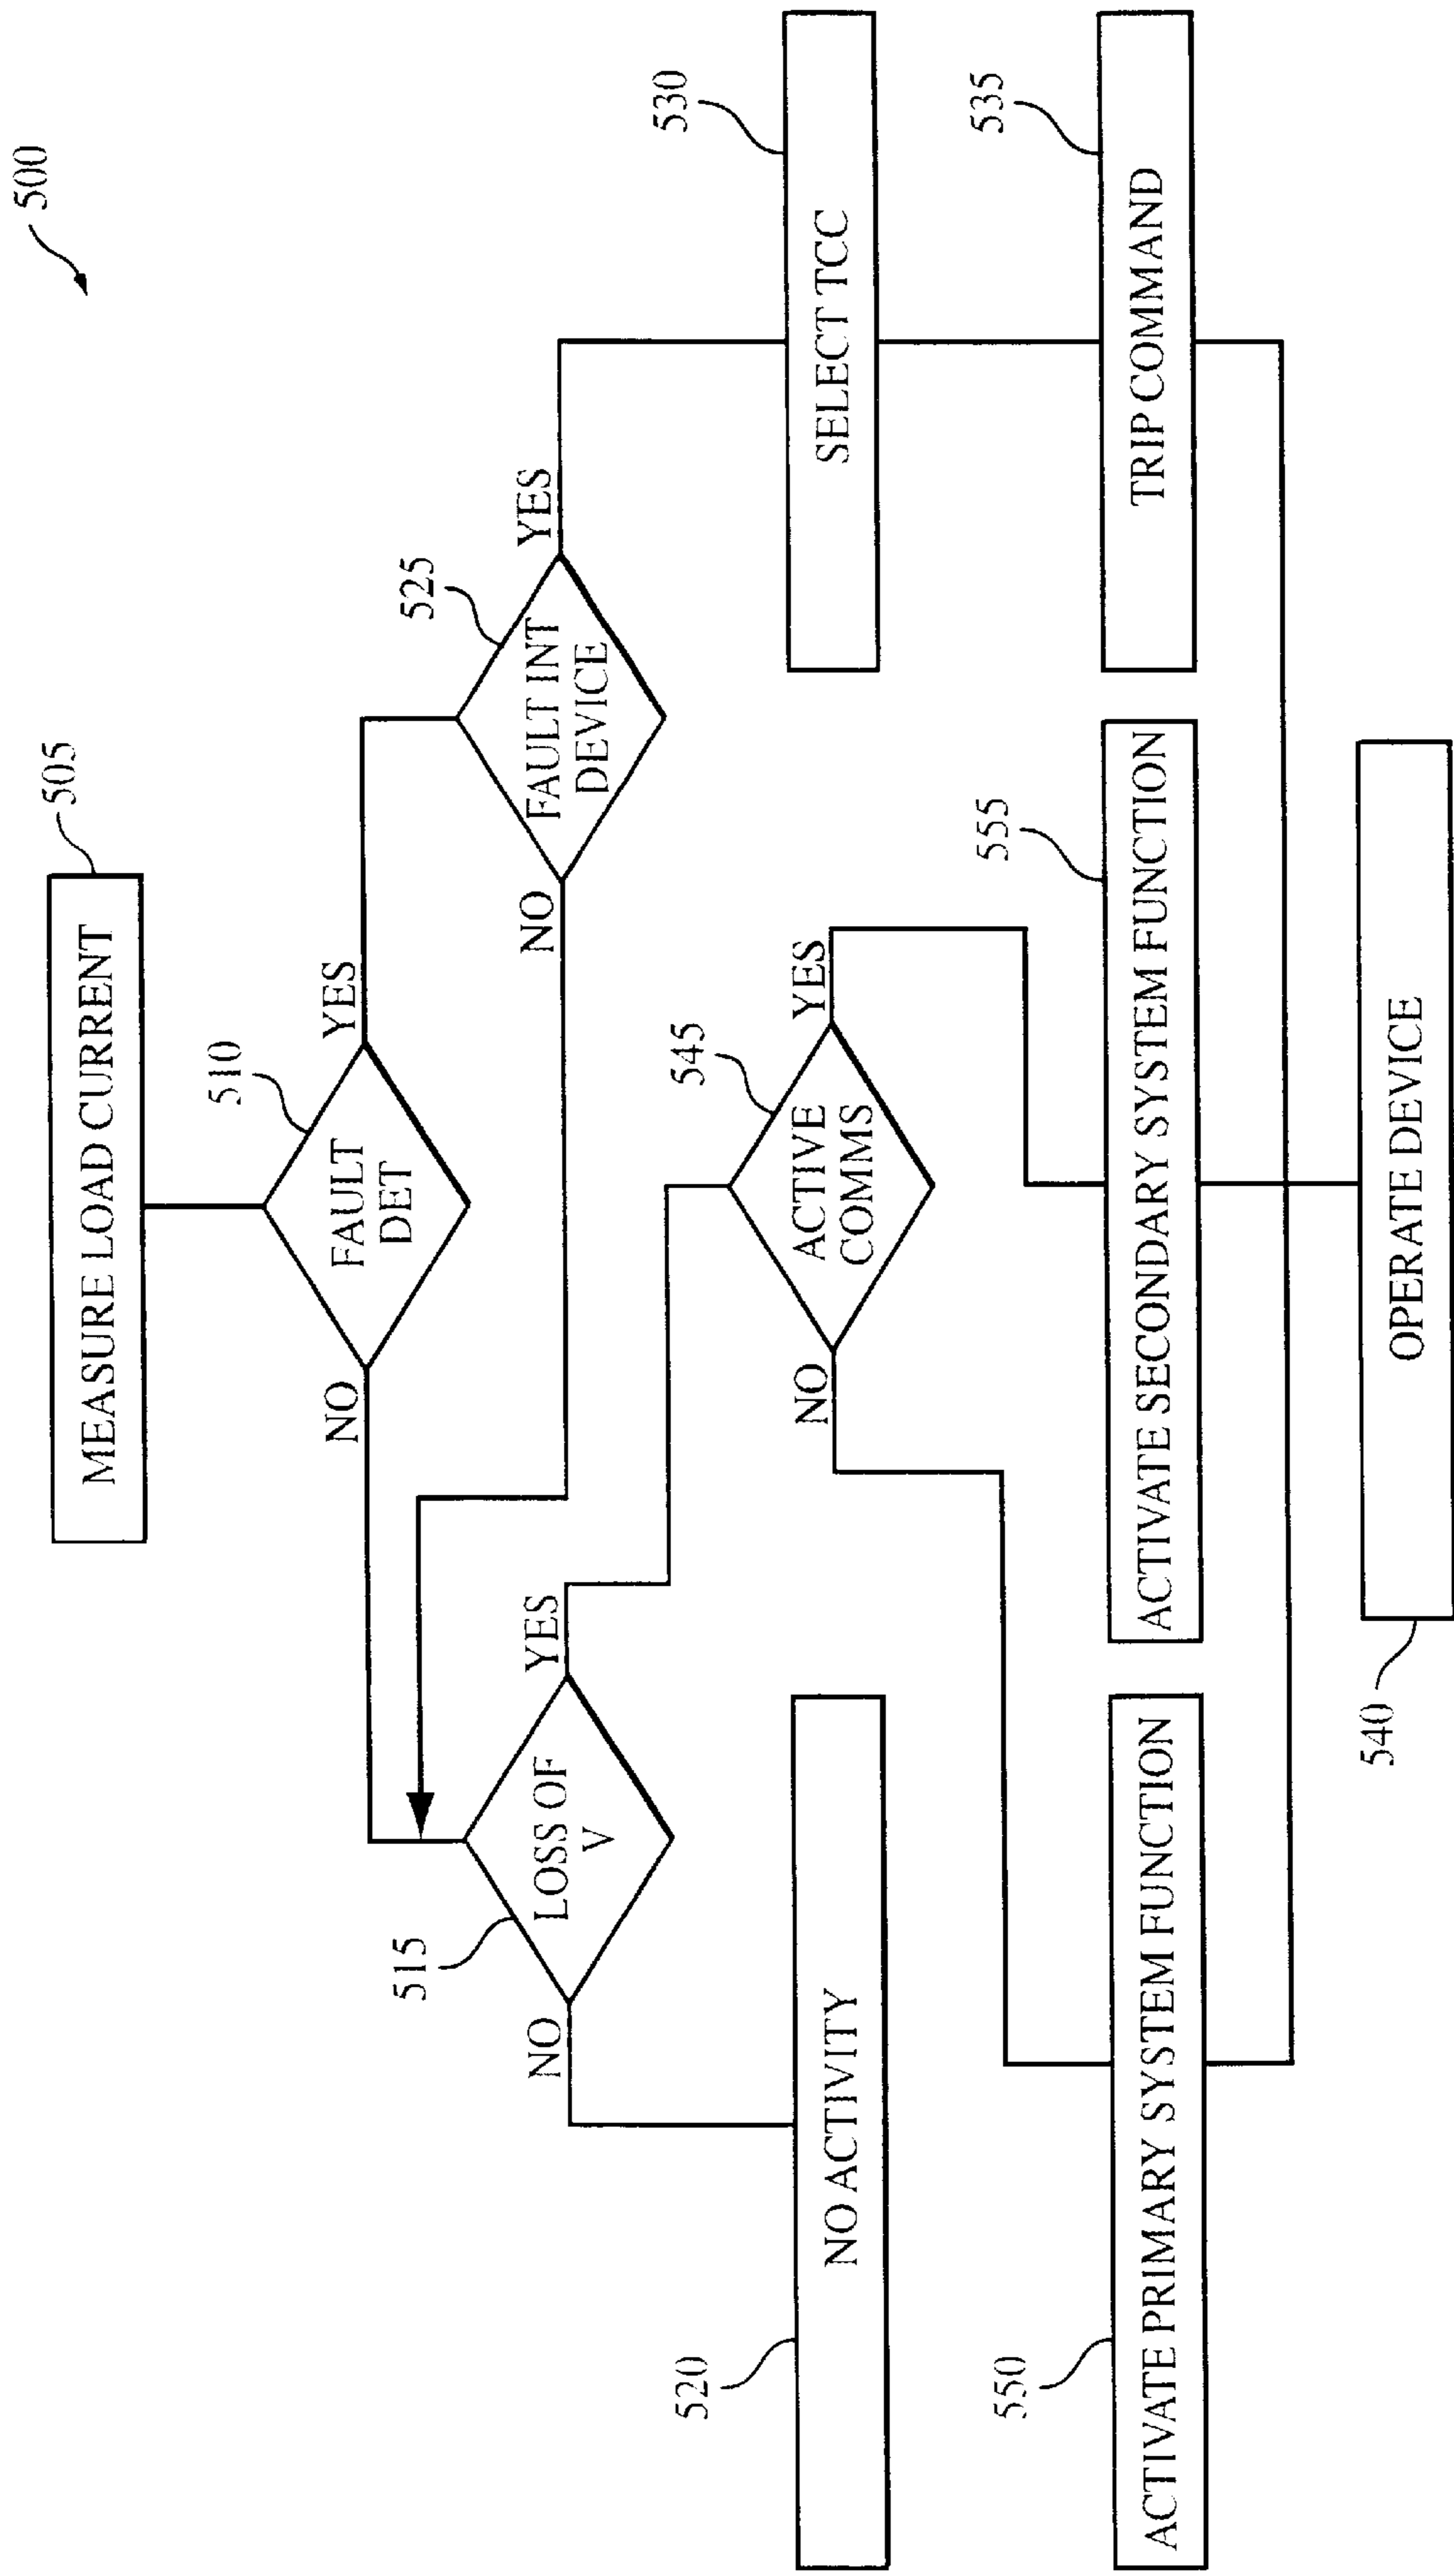 500
MEASURE LOAD CURRENT
505
510
FAULT
DET
NO
YES
515
LOSS OF
V
NO
YES
525
FAULT INT
DEVICE
NO
YES
545
ACTIVE
COMMS
NO
YES
520
NO ACTIVITY
530
SELECT TCC
550
ACTIVATE PRIMARY SYSTEM FUNCTION
555
ACTIVATE SECONDARY SYSTEM FUNCTION
535
TRIP COMMAND
540
OPERATE DEVICE